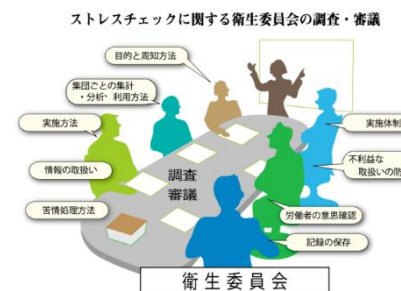 ストレスチェックに関する衛生委員会の調査・審議
目的と周知方法
集団ごとの集計
・分析、利用方法
実施方法
実施体制
情報の取扱い
不利益な
取扱いの防
調査
審議
苦情処理方法
労働者の意思確認
記録の保存
衛生委員会